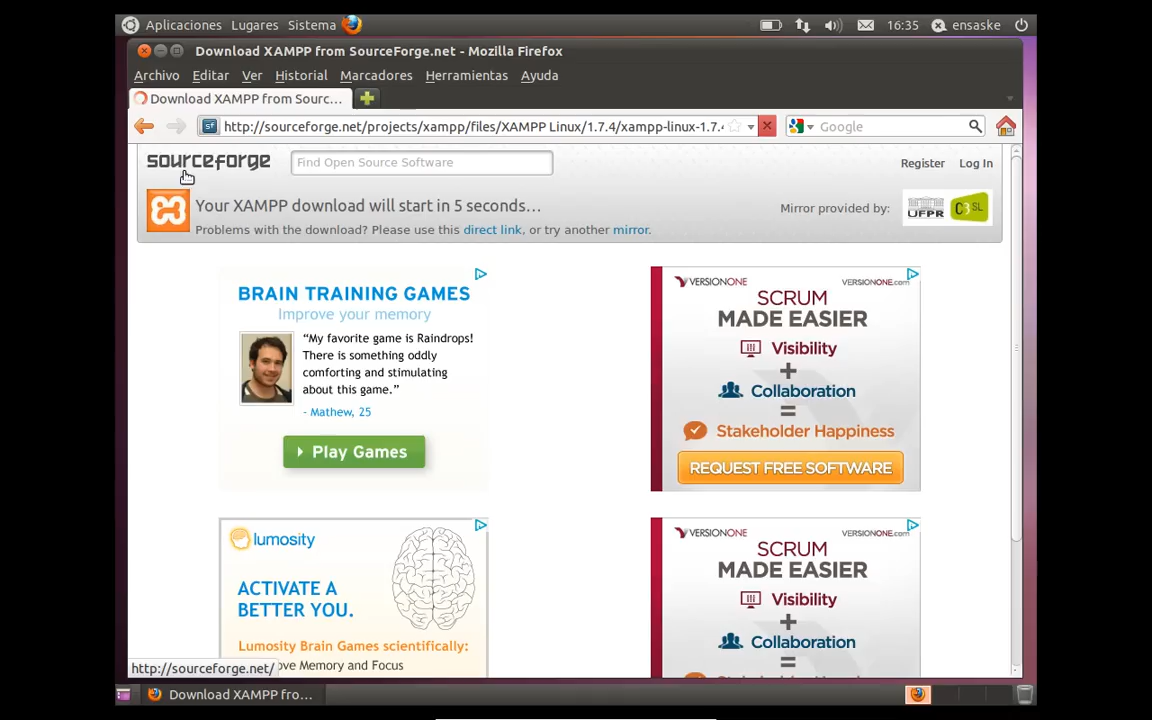 Aplicaciones Lugares Sistema 16:35 ensaske
Download XAMPP from SourceForge.net - Mozilla Firefox
Archivo Editar Ver Historial Marcadores Herramientas Ayuda
Download XAMPP from Sourc...
sf http://sourceforge.net/projects/xampp/files/XAMPP Linux/1.7.4/xampp-linux-1.7.4. Google
sourceforge Find Open Source Software Register Log In
Your XAMPP download will start in 5 seconds...
Mirror provided by: UFPR C3SL
Problems with the download? Please use this direct link, or try another mirror.
BRAIN TRAINING GAMES
Improve your memory
“My favorite game is Raindrops!
There is something oddly
comforting and stimulating
about this game.”
- Mathew, 25
Play Games
VERSIONONE VERSIONONE.com
SCRUM
MADE EASIER
Visibility
+
Collaboration
=
Stakeholder Happiness
REQUEST FREE SOFTWARE
lumosity
ACTIVATE A
BETTER YOU.
Lumosity Brain Games scientifically:
ove Memory and Focus
VERSIONONE VERSIONONE.com
SCRUM
MADE EASIER
Visibility
+
Collaboration
=
http://sourceforge.net/
Download XAMPP fro...